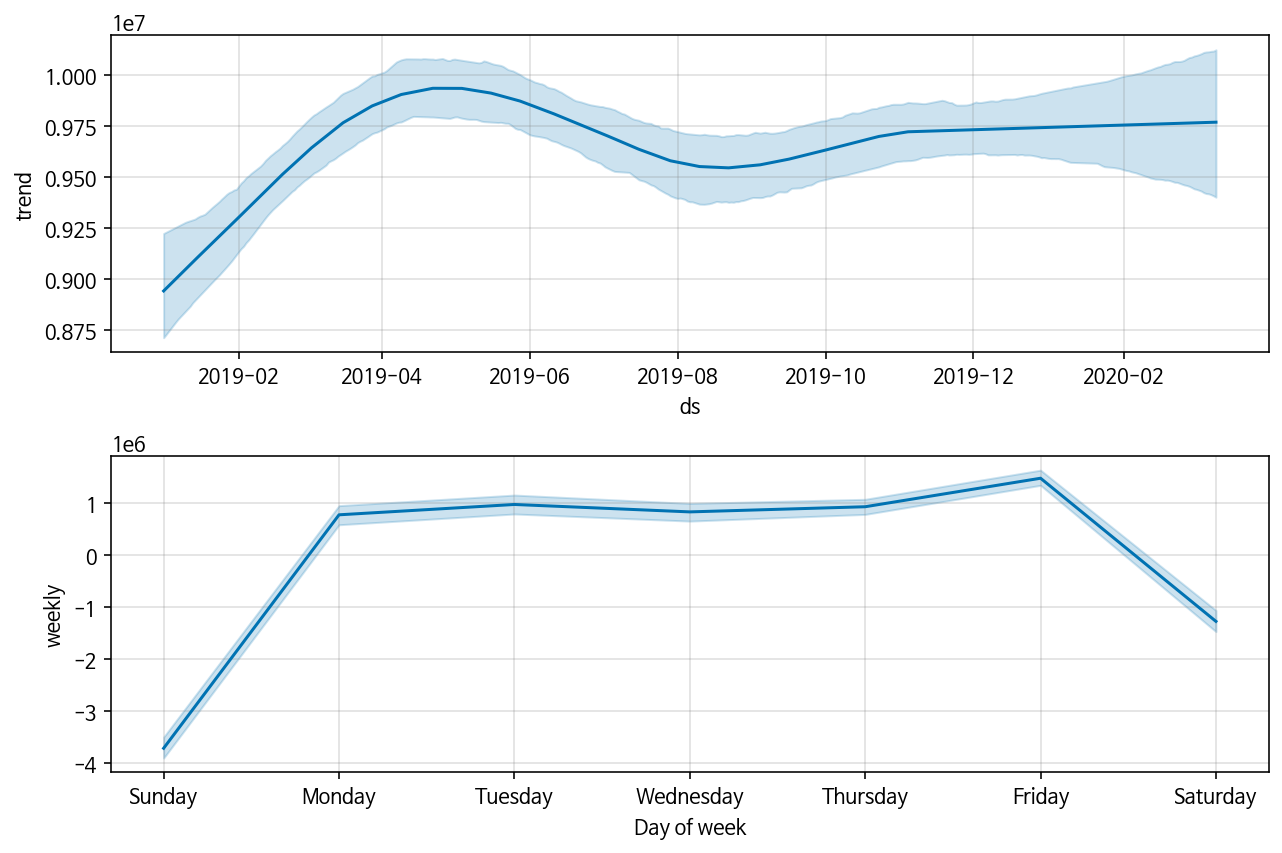 1e7
trend
1.000
0.975
0.950
0.925
0.900
0.875
2019-02 2019-04 2019-06 2019-08 2019-10 2019-12 2020-02
ds
1e6
weekly
1
0
-1
-2
-3
-4
Sunday Monday Tuesday Wednesday Thursday Friday Saturday
Day of week